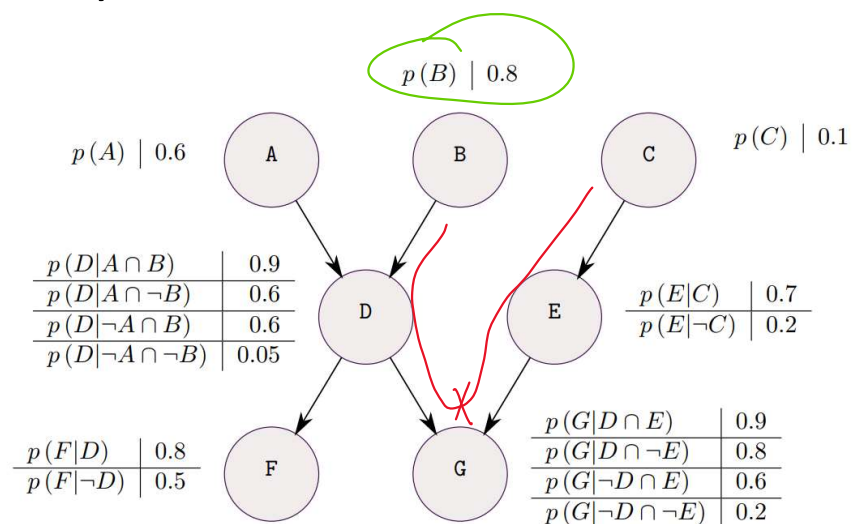 p(B) | 0.8
p(A) | 0.6
A
B
C
p(C) | 0.1
p(D|A ∩ B) | 0.9
p(D|A ∩ ¬B) | 0.6
p(D|¬A ∩ B) | 0.6
p(D|¬A ∩ ¬B) | 0.05
D
E
p(E|C) | 0.7
p(E|¬C) | 0.2
p(F|D) | 0.8
p(F|¬D) | 0.5
F
G
p(G|D ∩ E) | 0.9
p(G|D ∩ ¬E) | 0.8
p(G|¬D ∩ E) | 0.6
p(G|¬D ∩ ¬E) | 0.2